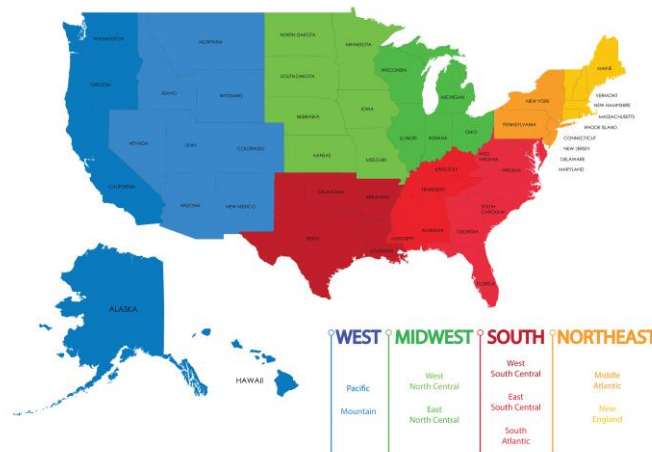 WASHINGTON
MONTANA
NORTH DAKOTA
MINNESOTA
MAINE
OREGON
IDAHO
WYOMING
SOUTH DAKOTA
WISCONSIN
MICHIGAN
NEW YORK
VERMONT
NEW HAMPSHIRE
MASSACHUSETTS
RHODE ISLAND
CONNECTICUT
NEW JERSEY
DELAWARE
MARYLAND
NEBRASKA
IOWA
PENNSYLVANIA
NEVADA
UTAH
COLORADO
ILLINOIS
INDIANA
OHIO
KANSAS
MISSOURI
WEST
VIRGINIA
VIRGINIA
KENTUCKY
CALIFORNIA
ARIZONA
NEW MEXICO
OKLAHOMA
ARKANSAS
TENNESSEE
SOUTH
CAROLINA
TEXAS
LOUISIANA
MISSISSIPPI
ALABAMA
GEORGIA
FLORIDA
ALASKA
HAWAII
WEST
Pacific
Mountain
MIDWEST
West
North Central
East
North Central
SOUTH
West
South Central
East
South Central
South
Atlantic
NORTHEAST
Middle
Atlantic
New
England